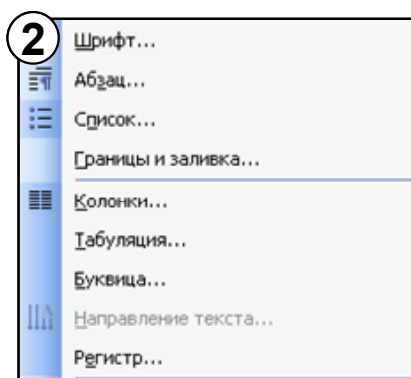 2
Шрифт...
Абзац...
Список...
Границы и заливка...
Колонки...
Табуляция...
Буквица...
Направление текста...
Регистр...